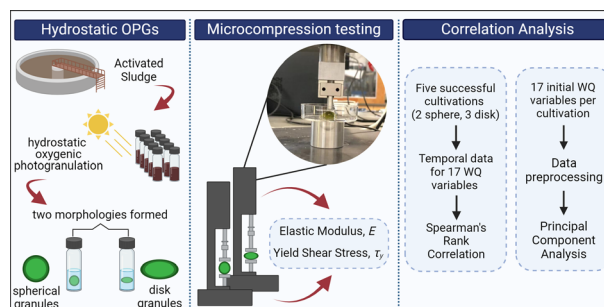 Hydrostatic OPGs
Activated
Sludge
hydrostatic
oxygenic
photogranulation
two morphologies formed
spherical
granules
disk
granules
Microcompression testing
Elastic Modulus, E
Yield Shear Stress, τy
Correlation Analysis
Five successful
cultivations
(2 sphere, 3 disk)
Temporal data
for 17 WQ
variables
Spearman's
Rank
Correlation
17 initial WQ
variables per
cultivation
Data
preprocessing
Principal
Component
Analysis